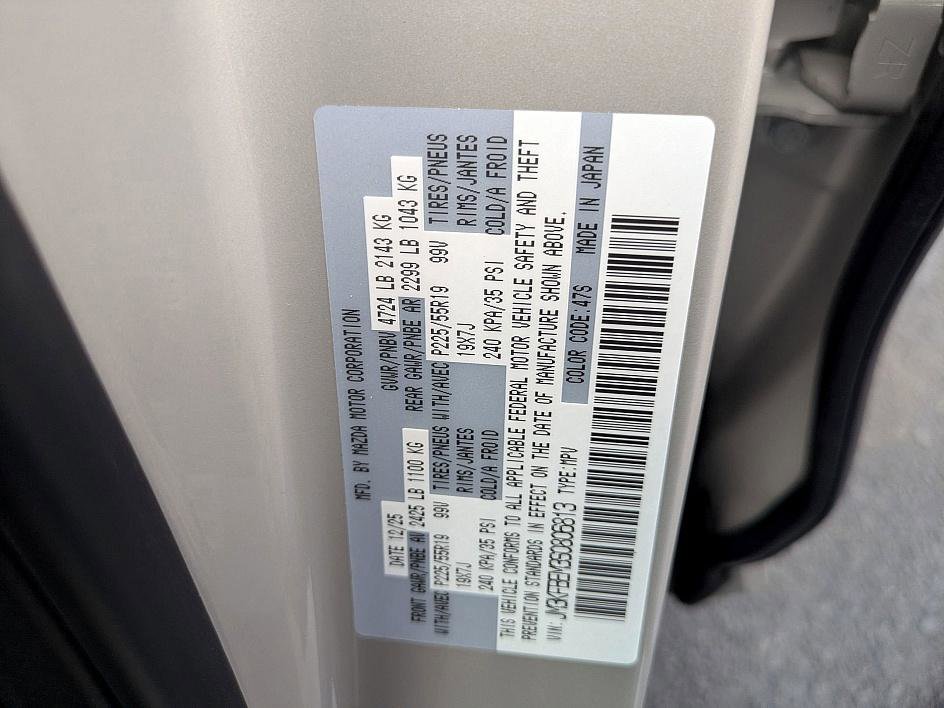 MFD. BY MAZDA MOTOR CORPORATION
DATE 12/25 GVWR/PNBV 4724 LB 2143 KG
FRONT GAWR/PNBE AV 2425 LB 1100 KG REAR GAWR/PNBE AR 2299 LB 1043 KG
WITH/AVEC P225/55R19 99V TIRES/PNEUS WITH/AVEC P225/55R19 99V TIRES/PNEUS
19X7J RIMS/JANTES 19X7J RIMS/JANTES
240 KPA/35 PSI COLD/A FROID 240 KPA/35 PSI COLD/A FROID
THIS VEHICLE CONFORMS TO ALL APPLICABLE FEDERAL MOTOR VEHICLE SAFETY AND THEFT
PREVENTION STANDARDS IN EFFECT ON THE DATE OF MANUFACTURE SHOWN ABOVE.
VIN: JM3KFBEM3S0806813 TYPE:MPV COLOR CODE:47S MADE IN JAPAN
ZR